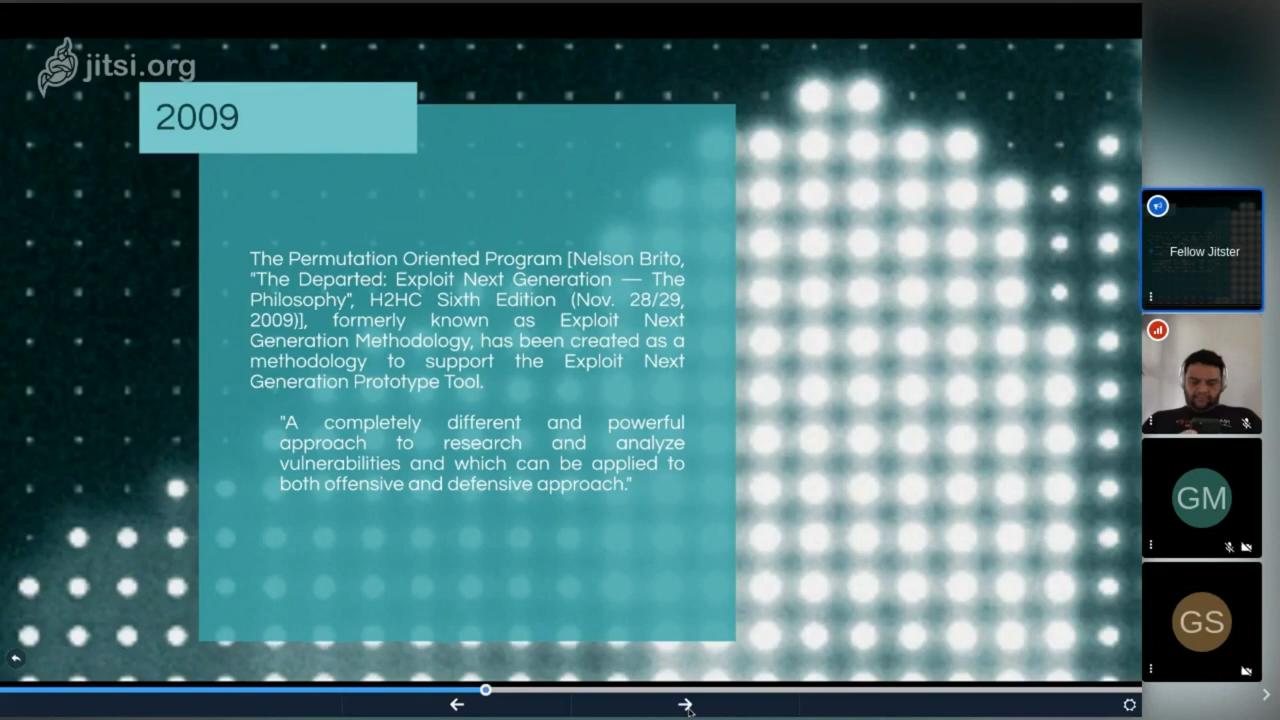 jitsi.org
2009
The Permutation Oriented Program [Nelson Brito,
"The Departed: Exploit Next Generation — The
Philosophy", H2HC Sixth Edition (Nov. 28/29,
2009)], formerly known as Exploit Next
Generation Methodology, has been created as a
methodology to support the Exploit Next
Generation Prototype Tool.
"A completely different and powerful
approach to research and analyze
vulnerabilities and which can be applied to
both offensive and defensive approach."
Fellow Jitster
GM
GS